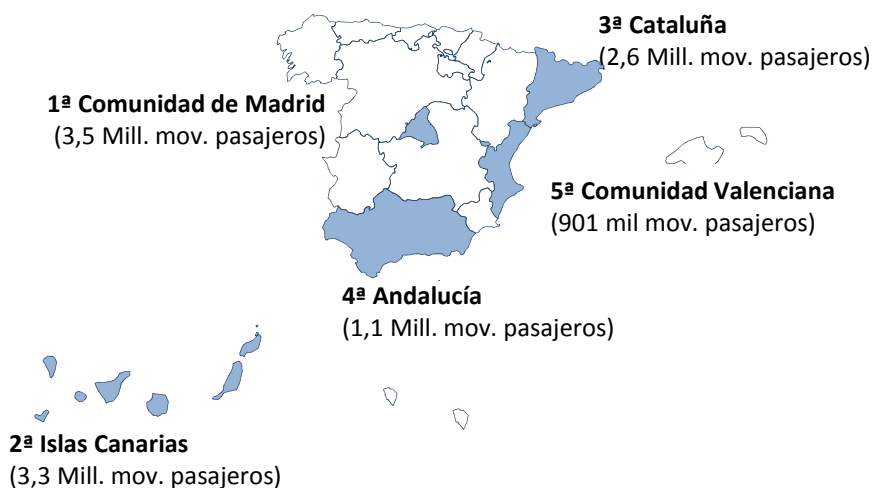 3ª Cataluña
(2,6 Mill. mov. pasajeros)
1ª Comunidad de Madrid
(3,5 Mill. mov. pasajeros)
5ª Comunidad Valenciana
(901 mil mov. pasajeros)
4ª Andalucía
(1,1 Mill. mov. pasajeros)
2ª Islas Canarias
(3,3 Mill. mov. pasajeros)